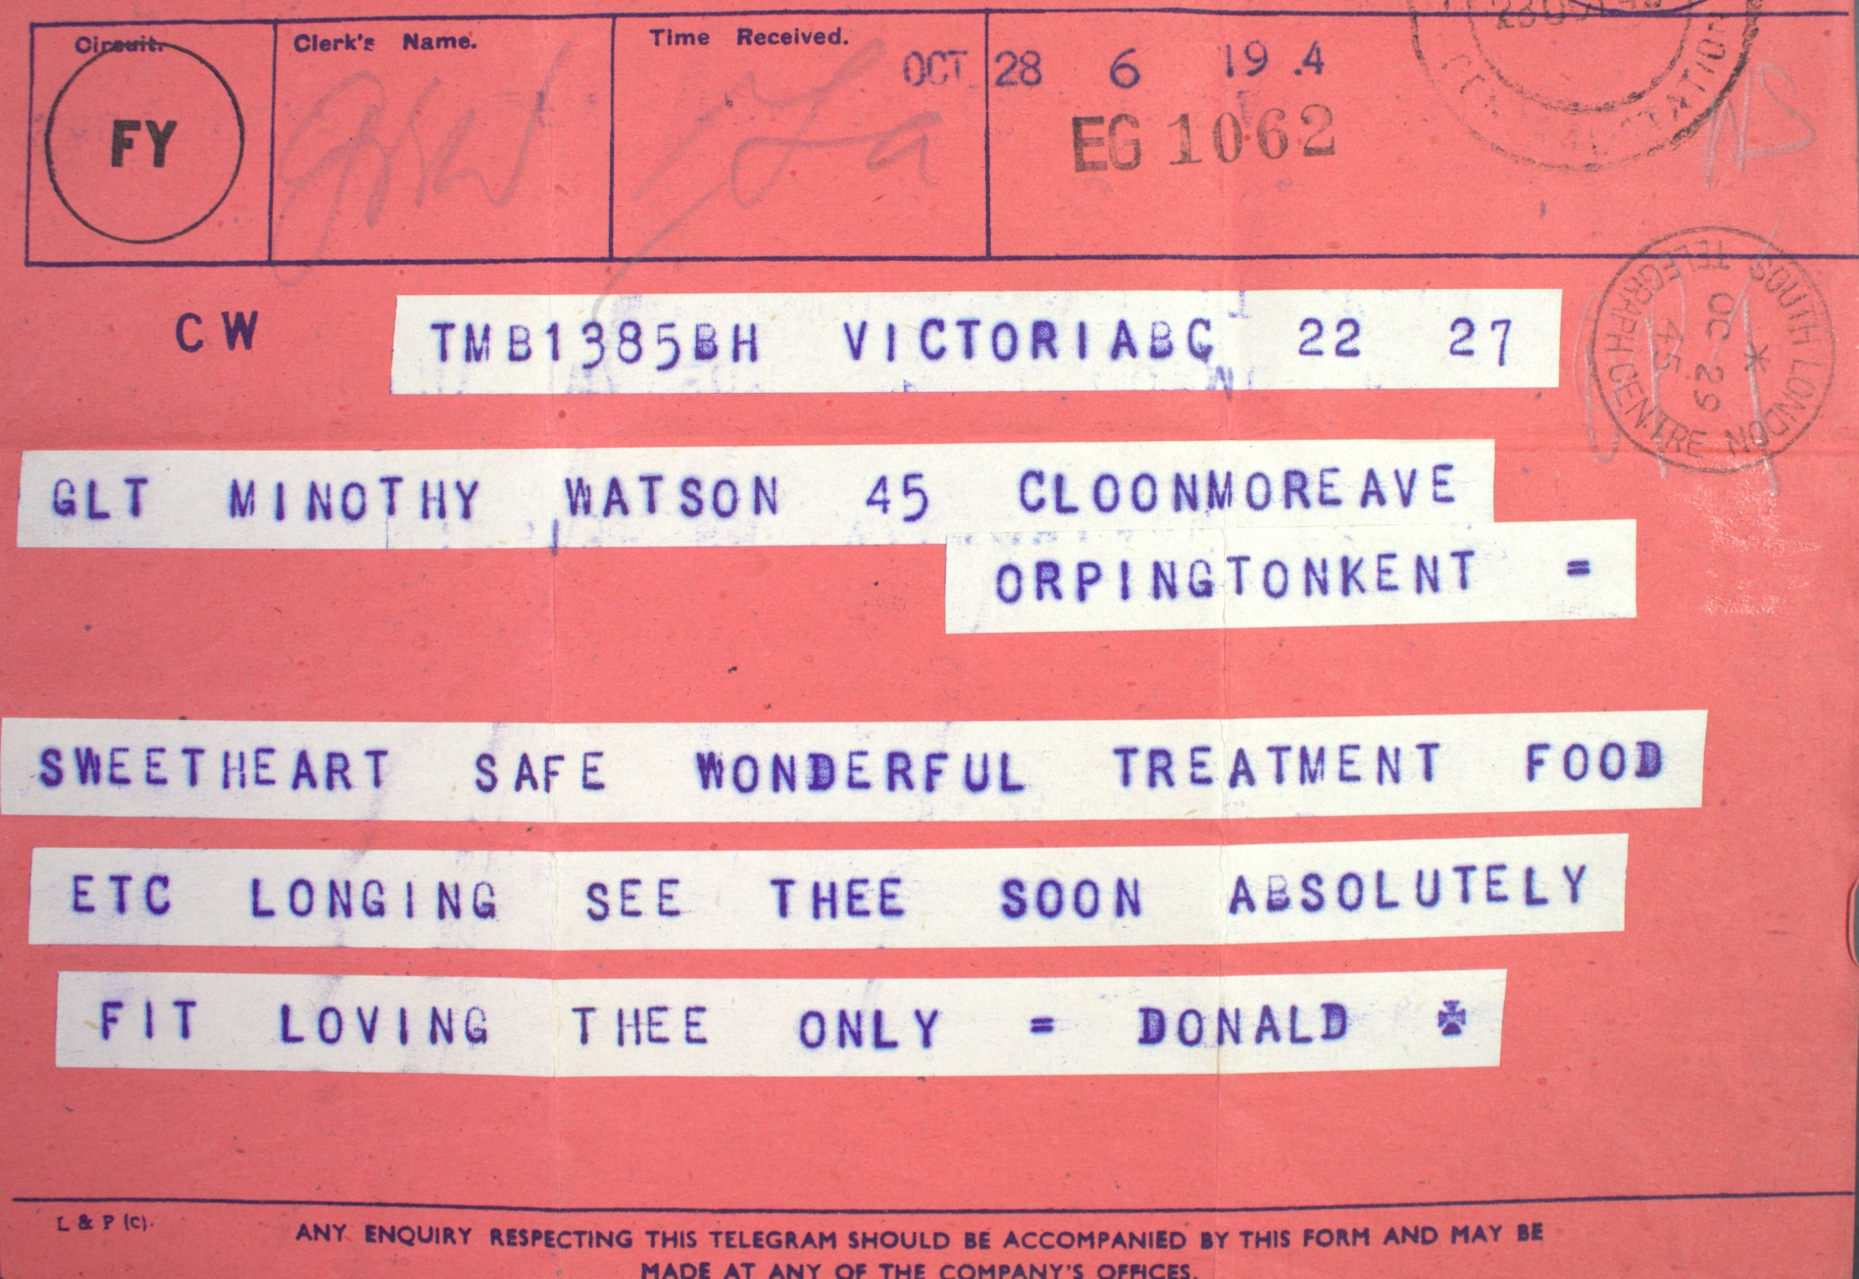 Circuit. Clerk's Name. Time Received. OCT 28 6 19.4
FY EG 1062
SOUTH LONDON TELEGRAPH CENTRE
OC 29
45
CW TMB1385BH VICTORIABC 22 27
GLT MINOTHY WATSON 45 CLOONMOREAVE
ORPINGTONKENT =
SWEETHEART SAFE WONDERFUL TREATMENT FOOD
ETC LONGING SEE THEE SOON ABSOLUTELY
FIT LOVING THEE ONLY = DONALD ✠
L & P (C).
ANY ENQUIRY RESPECTING THIS TELEGRAM SHOULD BE ACCOMPANIED BY THIS FORM AND MAY BE
MADE AT ANY OF THE COMPANY'S OFFICES.